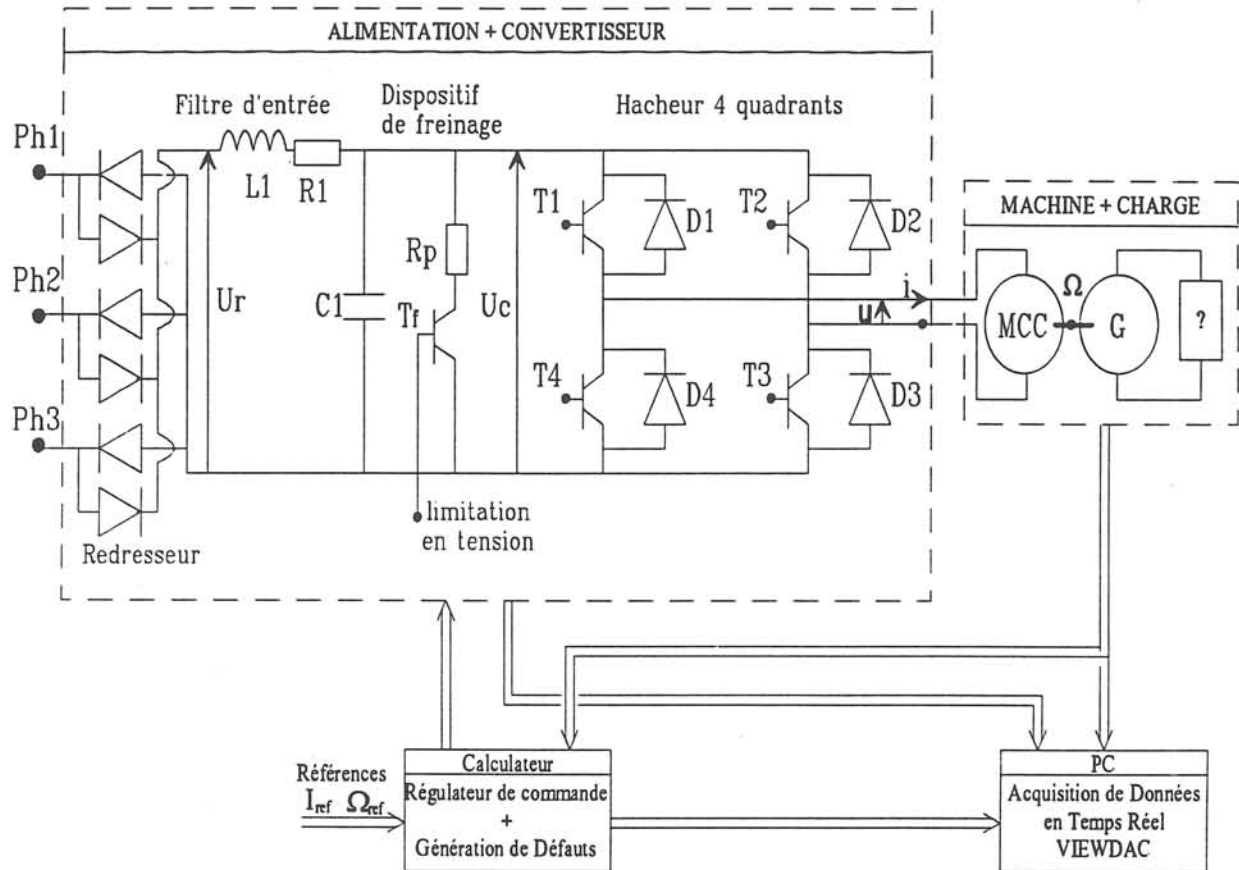 ALIMENTATION + CONVERTISSEUR
Filtre d'entrée
Dispositif
de freinage
Hacheur 4 quadrants
Ph1
L1
R1
T1
D1
T2
D2
MACHINE + CHARGE
Rp
Ph2
Ur
C1
Tf
Uc
i
u
MCC
Ω
G
?
T4
D4
T3
D3
Ph3
limitation
en tension
Redresseur
Références
Iref Ωref
Calculateur
Régulateur de commande
+
Génération de Défauts
PC
Acquisition de Données
en Temps Réel
VIEWDAC